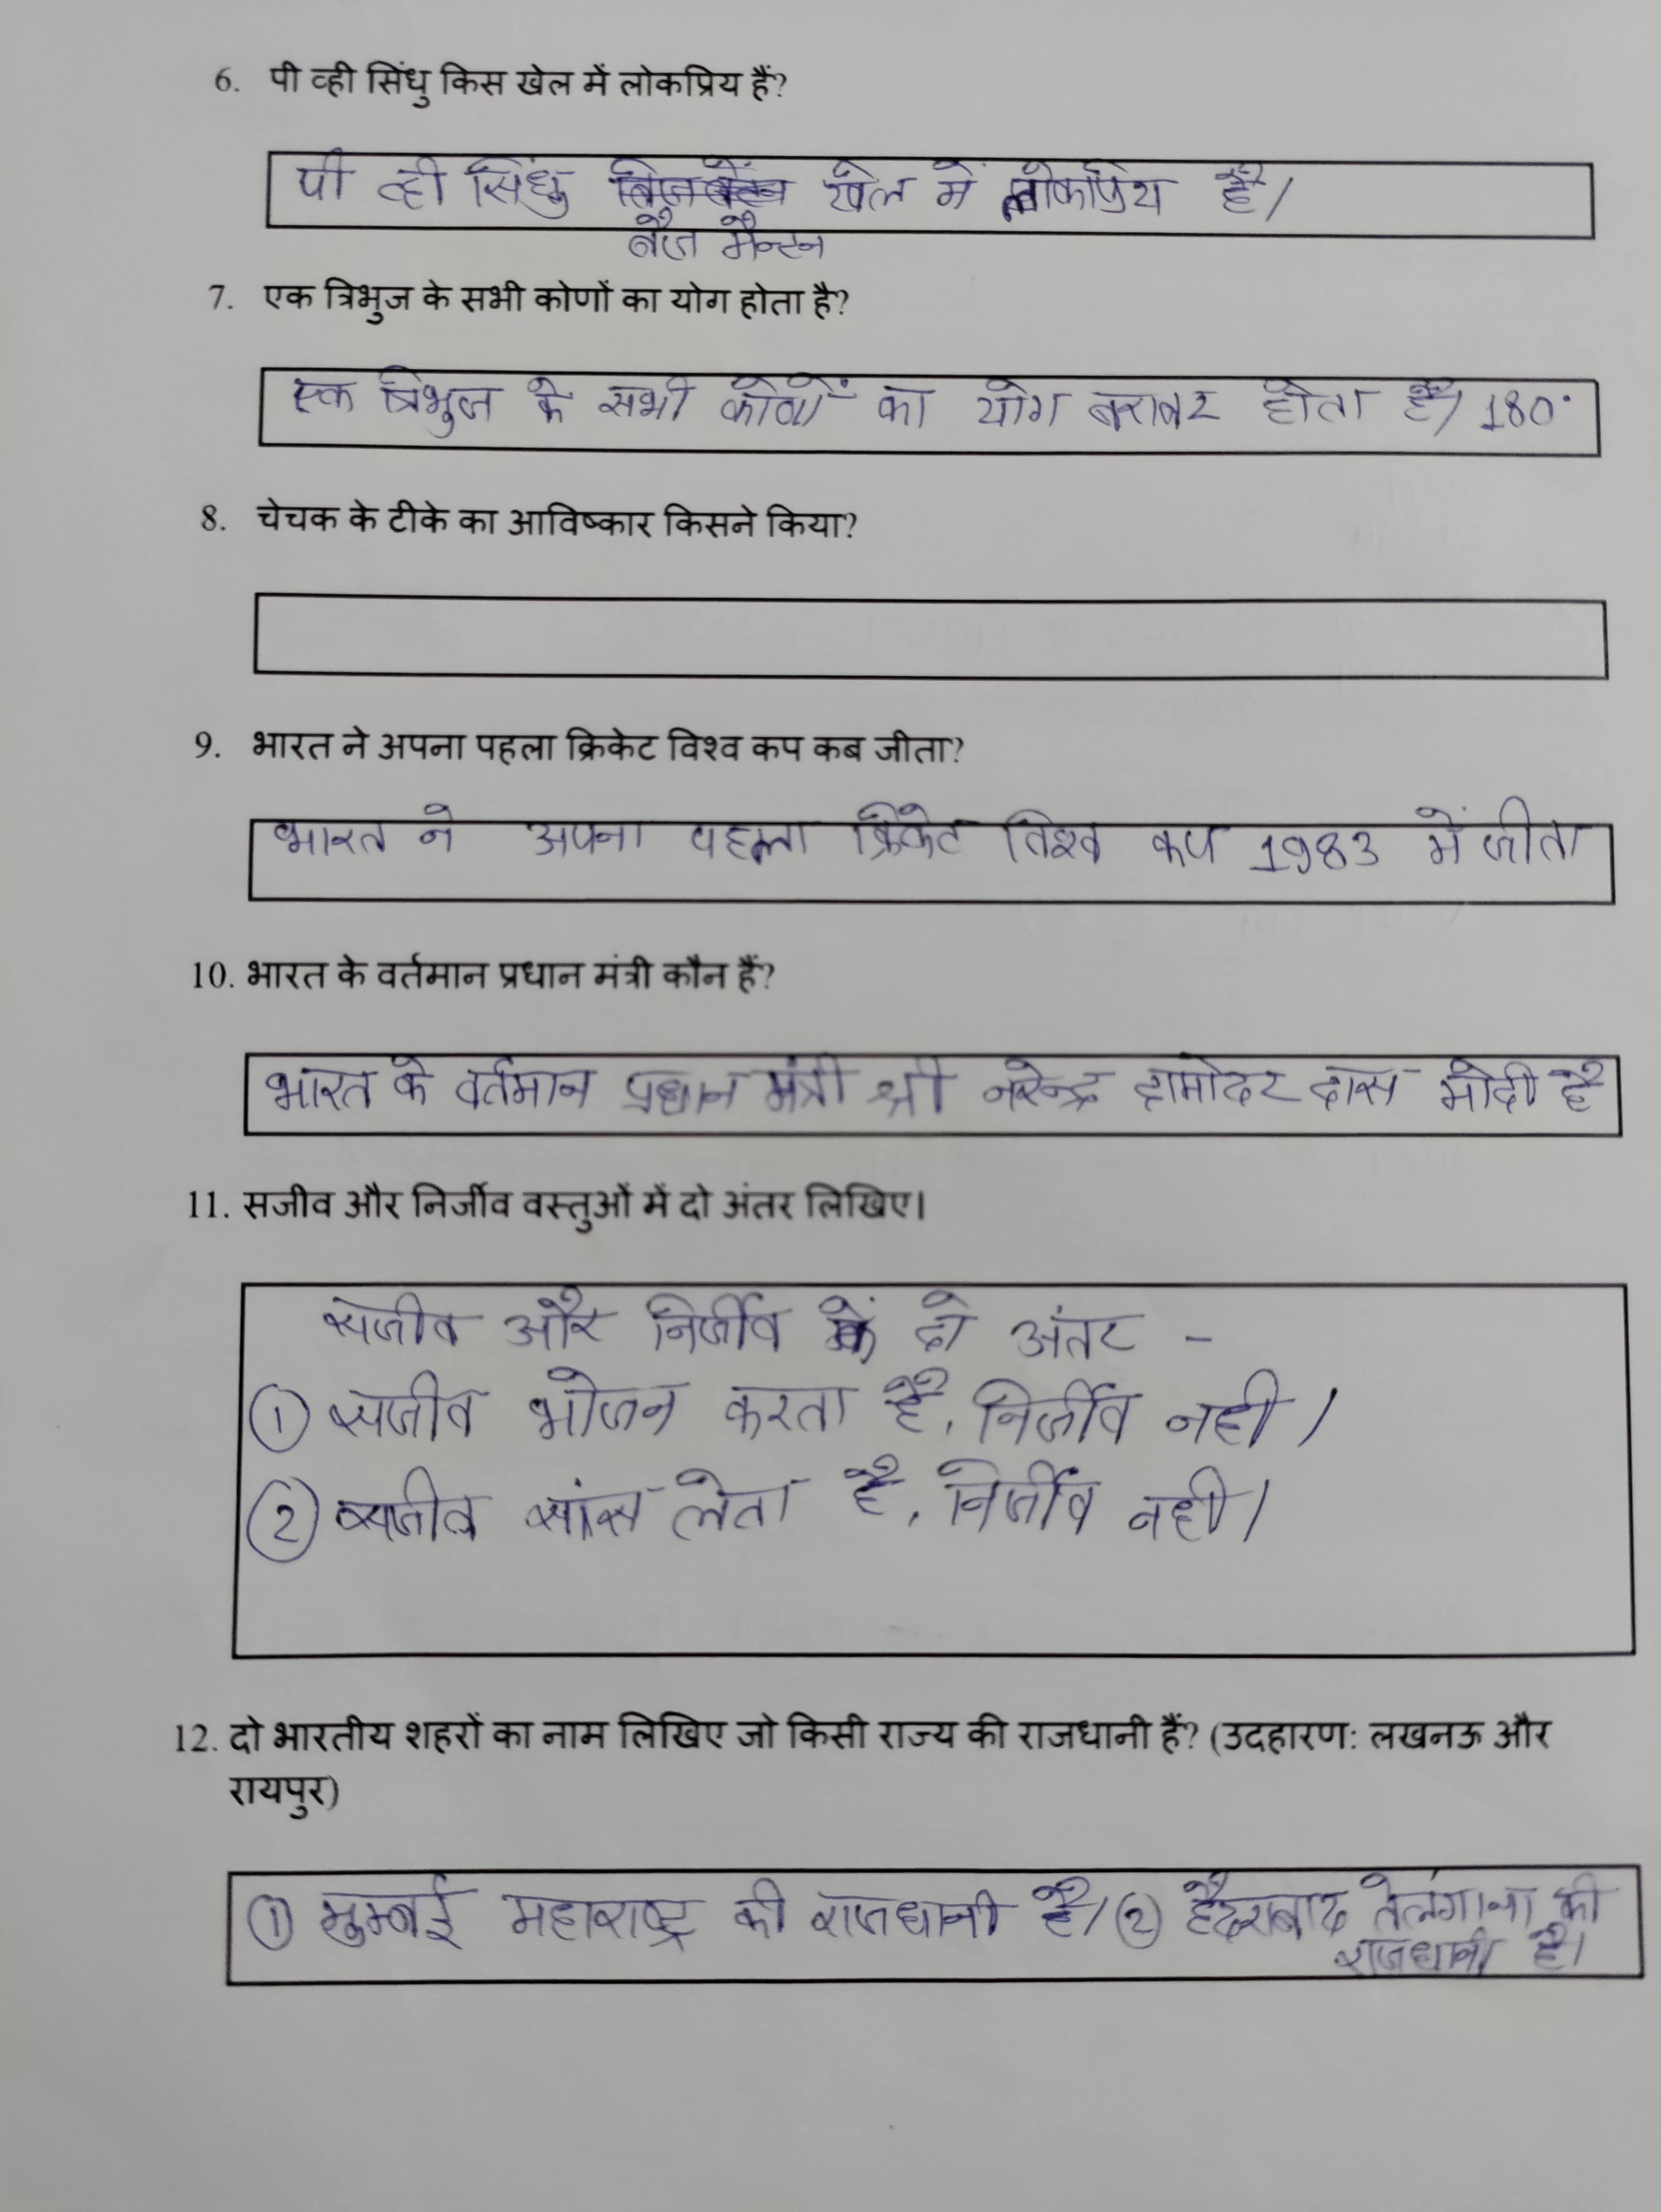 6. पी व्ही सिंधु किस खेल में लोकप्रिय हैं?
पी व्ही सिंधु खेल में लोकप्रिय है।
बैज मैन्टन
7. एक त्रिभुज के सभी कोणों का योग होता है?
एक त्रिभुज के सभी कोणों का योग बराबर होता है। 180°
8. चेचक के टीके का आविष्कार किसने किया?
9. भारत ने अपना पहला क्रिकेट विश्व कप कब जीता?
भारत ने अपना पहला क्रिकेट विश्व कप 1983 में जीता
10. भारत के वर्तमान प्रधान मंत्री कौन हैं?
भारत के वर्तमान प्रधान मंत्री श्री नरेन्द्र दामोदर दास मोदी है
11. सजीव और निर्जीव वस्तुओं में दो अंतर लिखिए।
सजीव और निर्जीव में दो अंतर -
① सजीव भोजन करता है, निर्जीव नही।
② सजीव सांस लेता है, निर्जीव नही।
12. दो भारतीय शहरों का नाम लिखिए जो किसी राज्य की राजधानी हैं? (उदहारण: लखनऊ और
रायपुर)
① मुम्बई महाराष्ट्र की राजधानी है। ② हैदराबाद तेलंगाना की
राजधानी है।